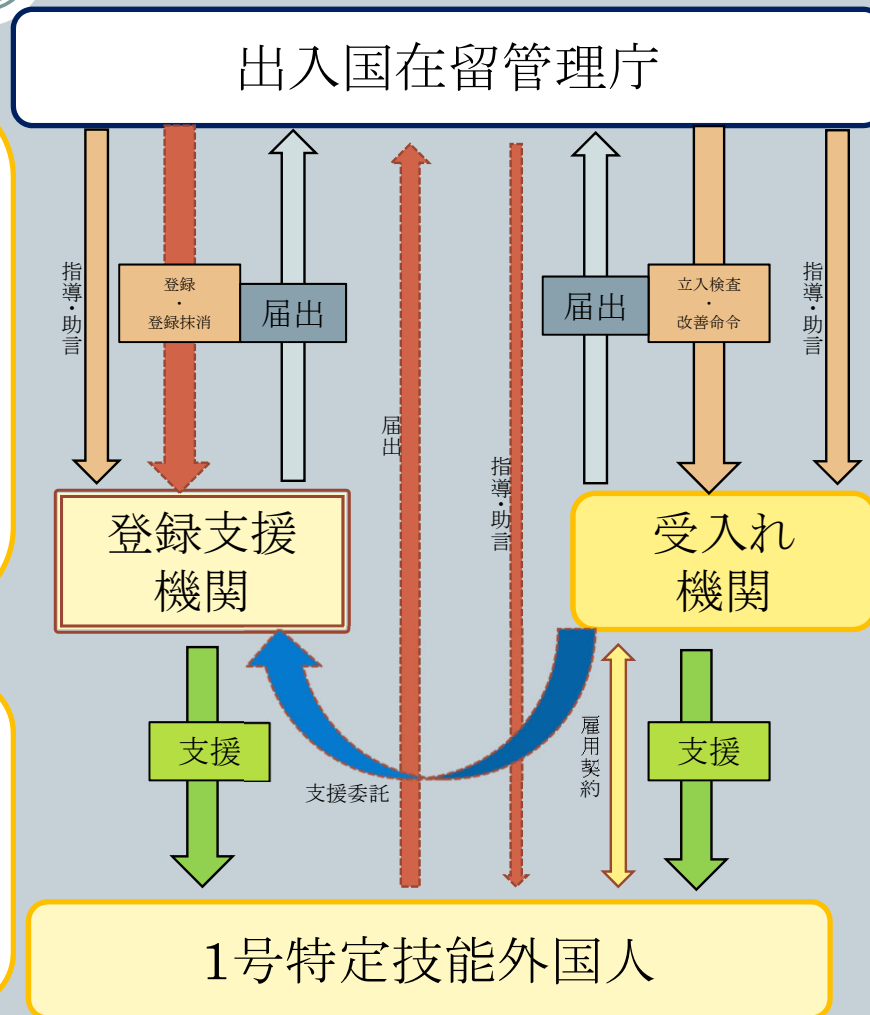 出入国在留管理庁
指導・助言
登録
・
登録抹消
届出
届出
指導・助言
届出
立入検査
・
改善命令
指導・助言
登録支援
機関
受入れ
機関
支援
支援委託
雇用契約
支援
1号特定技能外国人